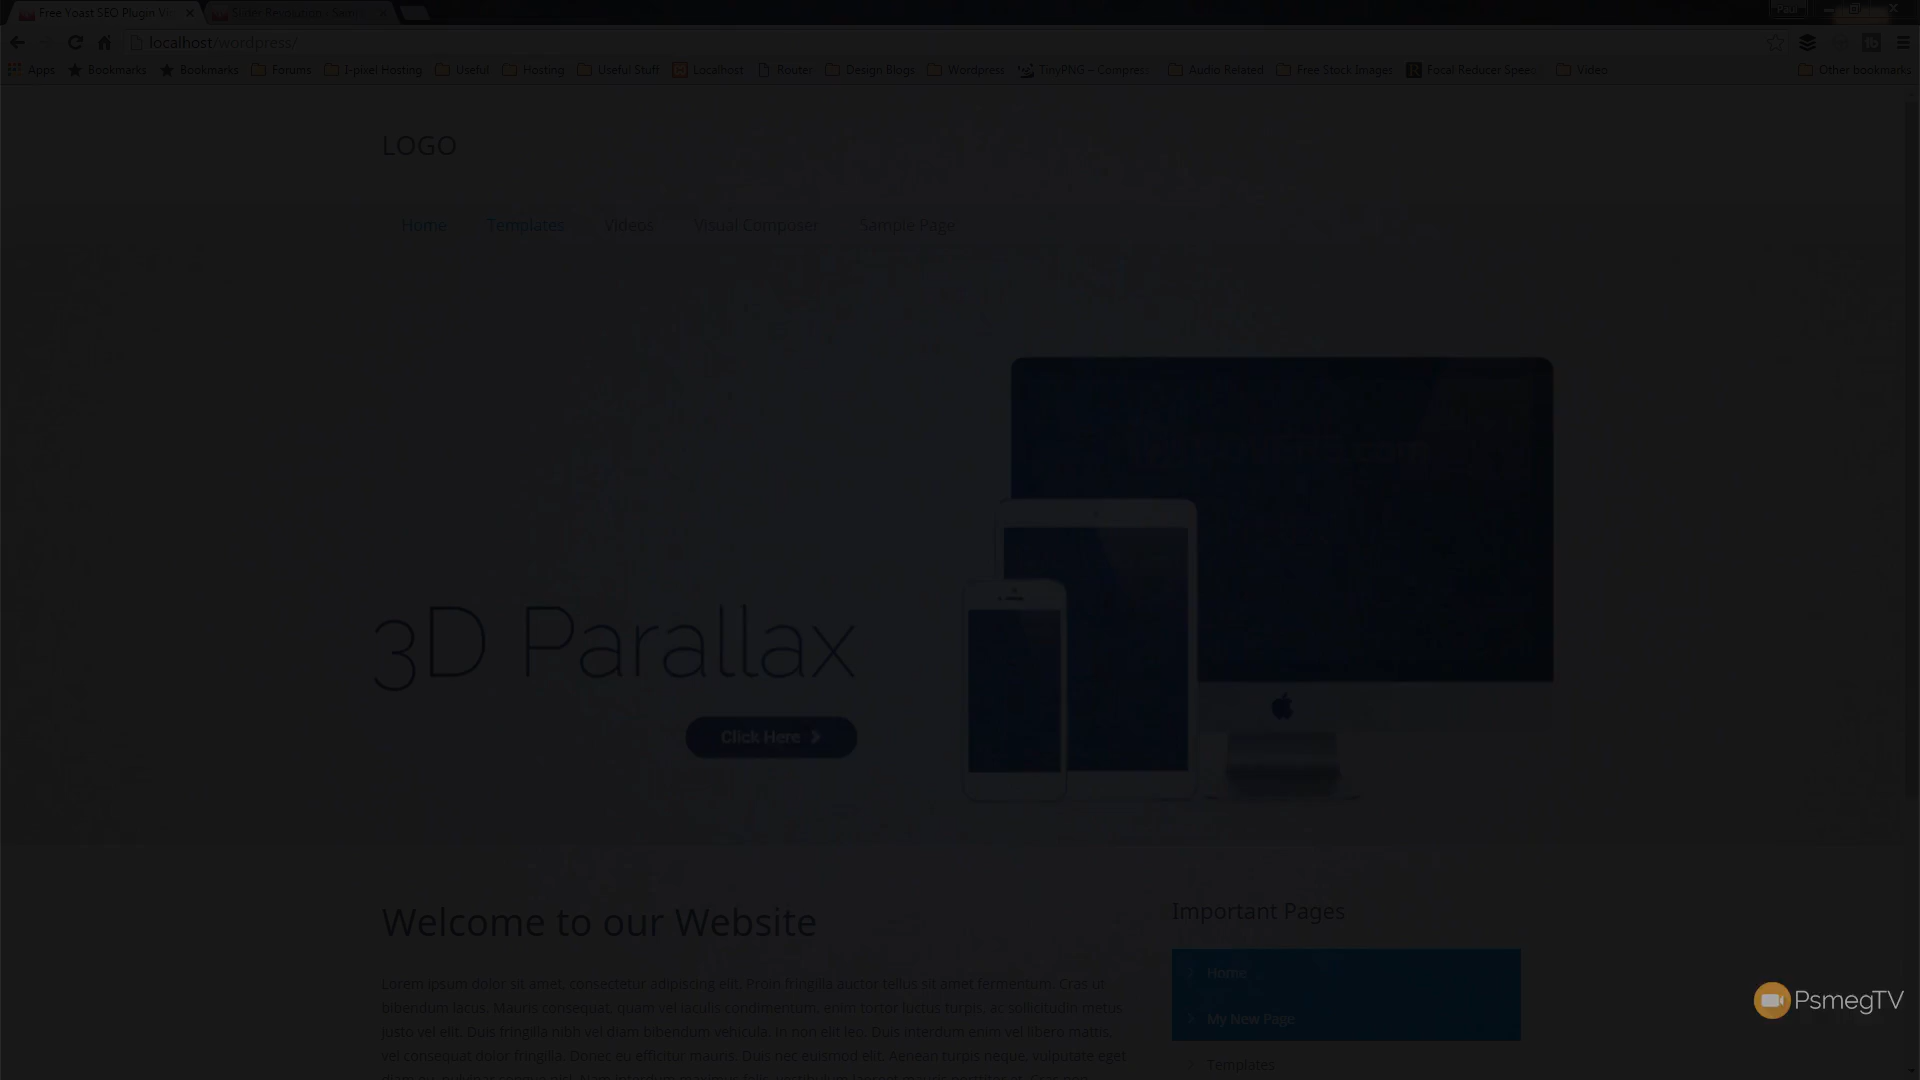 Free Yoast SEO Plugin
Slider Revolution - Sam
Paul
localhost/wordpress/
Apps Bookmarks Bookmarks Forums I-pixel Hosting Useful Hosting Useful Stuff Localhost Router Design Blogs Wordpress TinyPNG – Compress Audio Related Free Stock Images Focal Reducer Spee Video Other bookmarks
LOGO
Home Templates Videos Visual Composer Sample Page
3D Parallax
Click Here
Welcome to our Website
Important Pages
Lorem ipsum dolor sit amet, consectetur adipiscing elit. Proin fringilla auctor tellus sit amet fermentum. Cras ut
bibendum lacus. Mauris consequat, quam vel iaculis condimentum, enim tortor luctus turpis, ac sollicitudin metus
justo vel elit. Duis fringilla nibh vel diam bibendum vehicula. In non elit leo. Duis interdum enim vel libero mattis,
vel consequat dolor fringilla. Donec eu efficitur mauris. Duis nec euismod elit. Aenean turpis neque, vulputate eget
Home
My New Page
Templates
PsmegTV